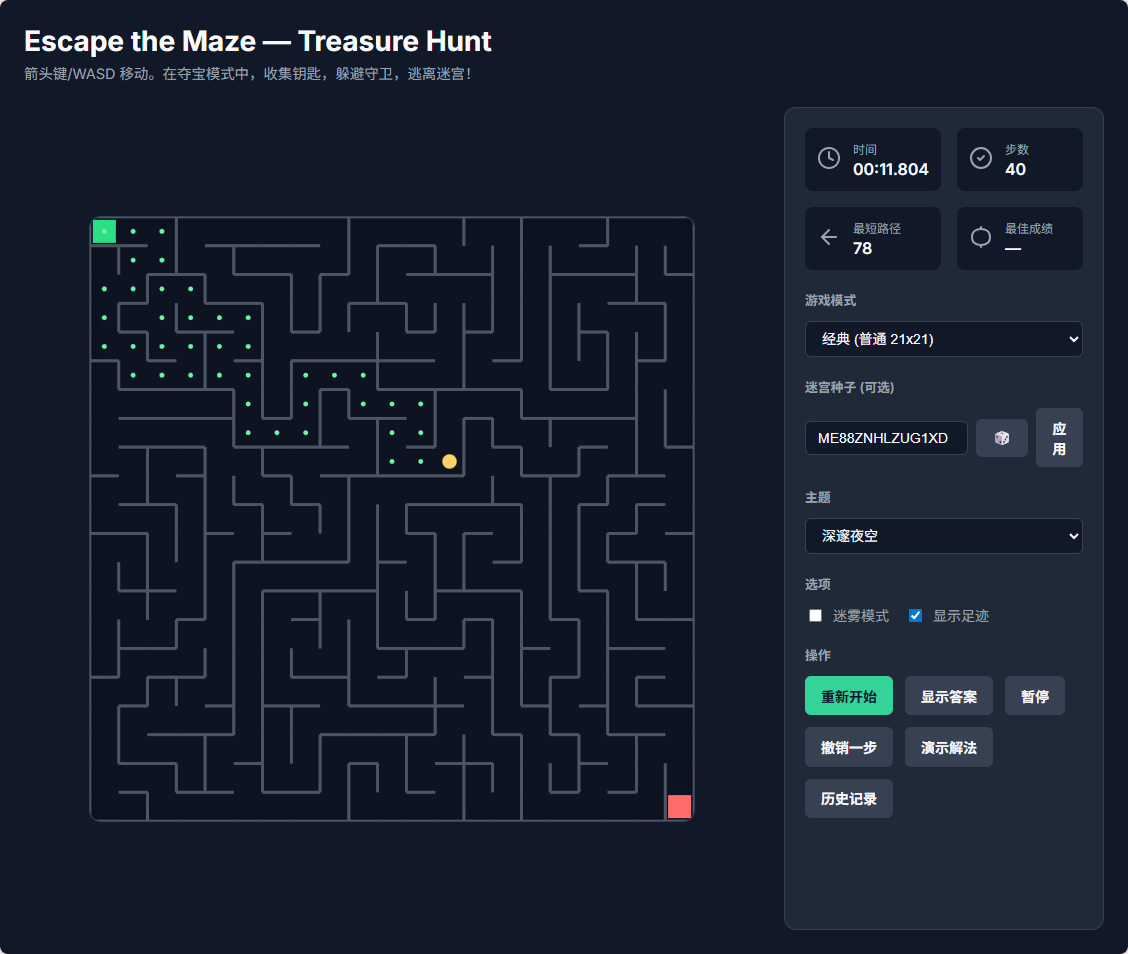 Escape the Maze — Treasure Hunt
箭头键/WASD 移动。在夺宝模式中，收集钥匙，躲避守卫，逃离迷宫！
时间
00:11.804
步数
40
最短路径
78
最佳成绩
—
游戏模式
经典 (普通 21x21)
迷宫种子 (可选)
ME88ZNHLZUG1XD
应
用
主题
深邃夜空
选项
迷雾模式
显示足迹
操作
重新开始
显示答案
暂停
撤销一步
演示解法
历史记录